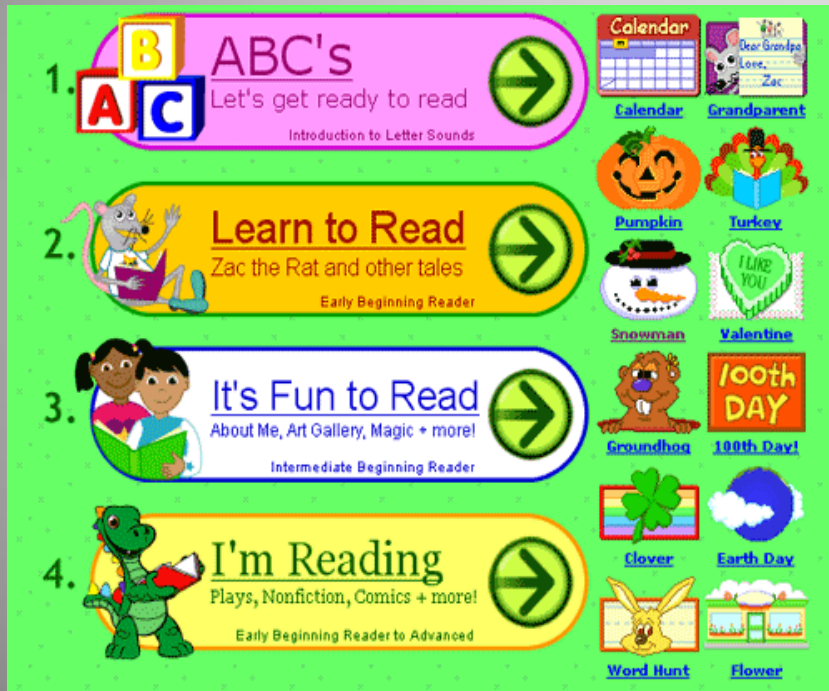 1.
B
A C
ABC's
Let's get ready to read
Introduction to Letter Sounds
2.
Learn to Read
Zac the Rat and other tales
Early Beginning Reader
3.
It's Fun to Read
About Me, Art Gallery, Magic + more!
Intermediate Beginning Reader
4.
I'm Reading
Plays, Nonfiction, Comics + more!
Early Beginning Reader to Advanced
Calendar
Calendar
Dear Grandpa
Love,
Zac
Grandparent
Pumpkin
Turkey
Snowman
I LIKE
YOU
Valentine
Groundhog
100th
DAY
100th Day!
Clover
Earth Day
Word Hunt
Flower